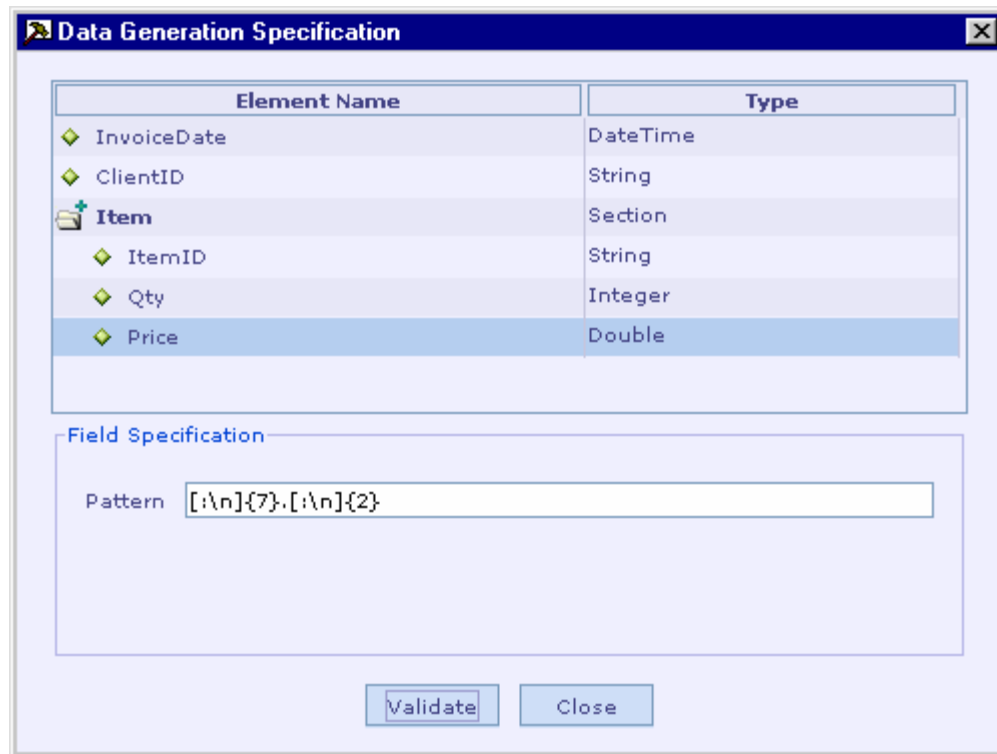 Data Generation Specification
Element Name Type
InvoiceDate DateTime
ClientID String
Item Section
ItemID String
Qty Integer
Price Double
Field Specification
Pattern [:\n]{7}.[:\n]{2}
Validate Close